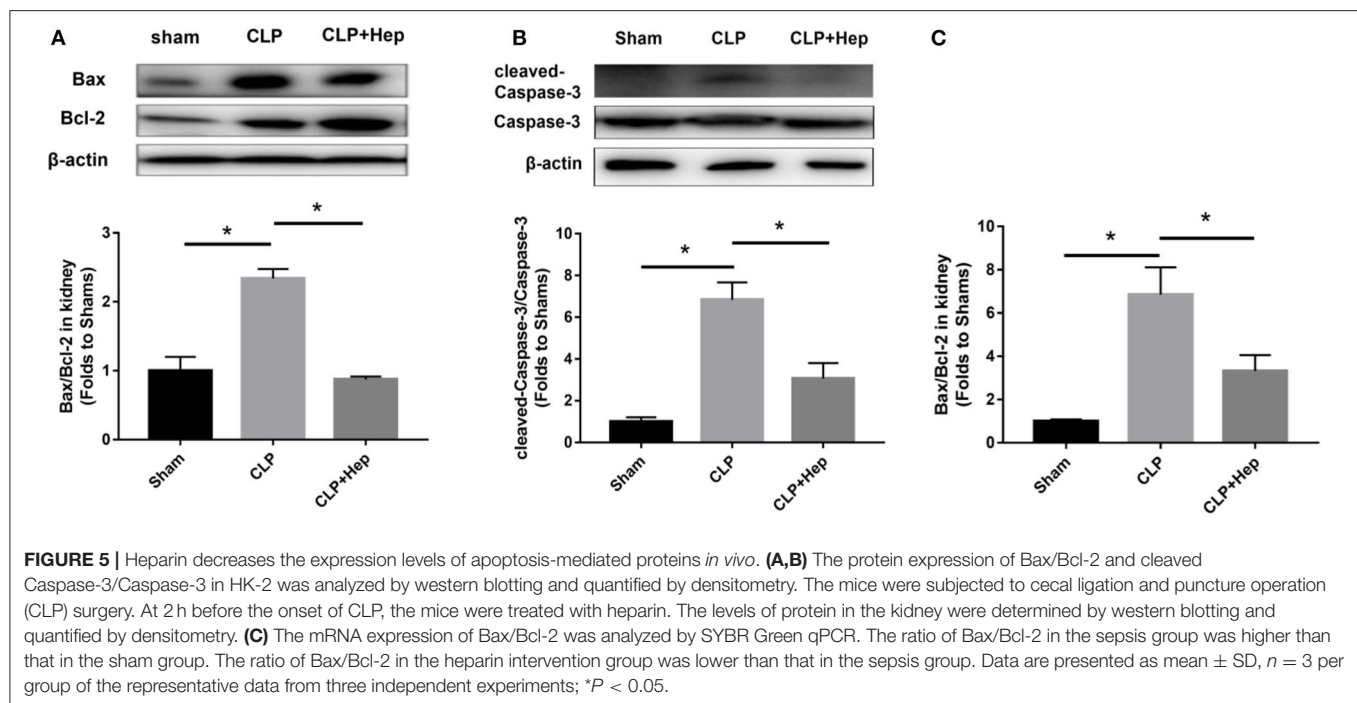 A
sham CLP CLP+Hep
Bax
Bcl-2
β-actin
Bax/Bcl-2 in kidney
(Folds to Shams)
3
2
1
0
*
*
Sham
CLP
CLP+Hep
B
Sham CLP CLP+Hep
cleaved-
Caspase-3
Caspase-3
β-actin
cleaved-Caspase-3/Caspase-3
(Folds to Shams)
10
8
6
4
2
0
*
*
Sham
CLP
CLP+Hep
C
Bax/Bcl-2 in kidney
(Folds to Shams)
10
8
6
4
2
0
*
*
Sham
CLP
CLP+Hep
FIGURE 5 | Heparin decreases the expression levels of apoptosis-mediated proteins in vivo. (A,B) The protein expression of Bax/Bcl-2 and cleaved
Caspase-3/Caspase-3 in HK-2 was analyzed by western blotting and quantified by densitometry. The mice were subjected to cecal ligation and puncture operation
(CLP) surgery. At 2 h before the onset of CLP, the mice were treated with heparin. The levels of protein in the kidney were determined by western blotting and
quantified by densitometry. (C) The mRNA expression of Bax/Bcl-2 was analyzed by SYBR Green qPCR. The ratio of Bax/Bcl-2 in the sepsis group was higher than
that in the sham group. The ratio of Bax/Bcl-2 in the heparin intervention group was lower than that in the sepsis group. Data are presented as mean ± SD, n = 3 per
group of the representative data from three independent experiments; *P < 0.05.